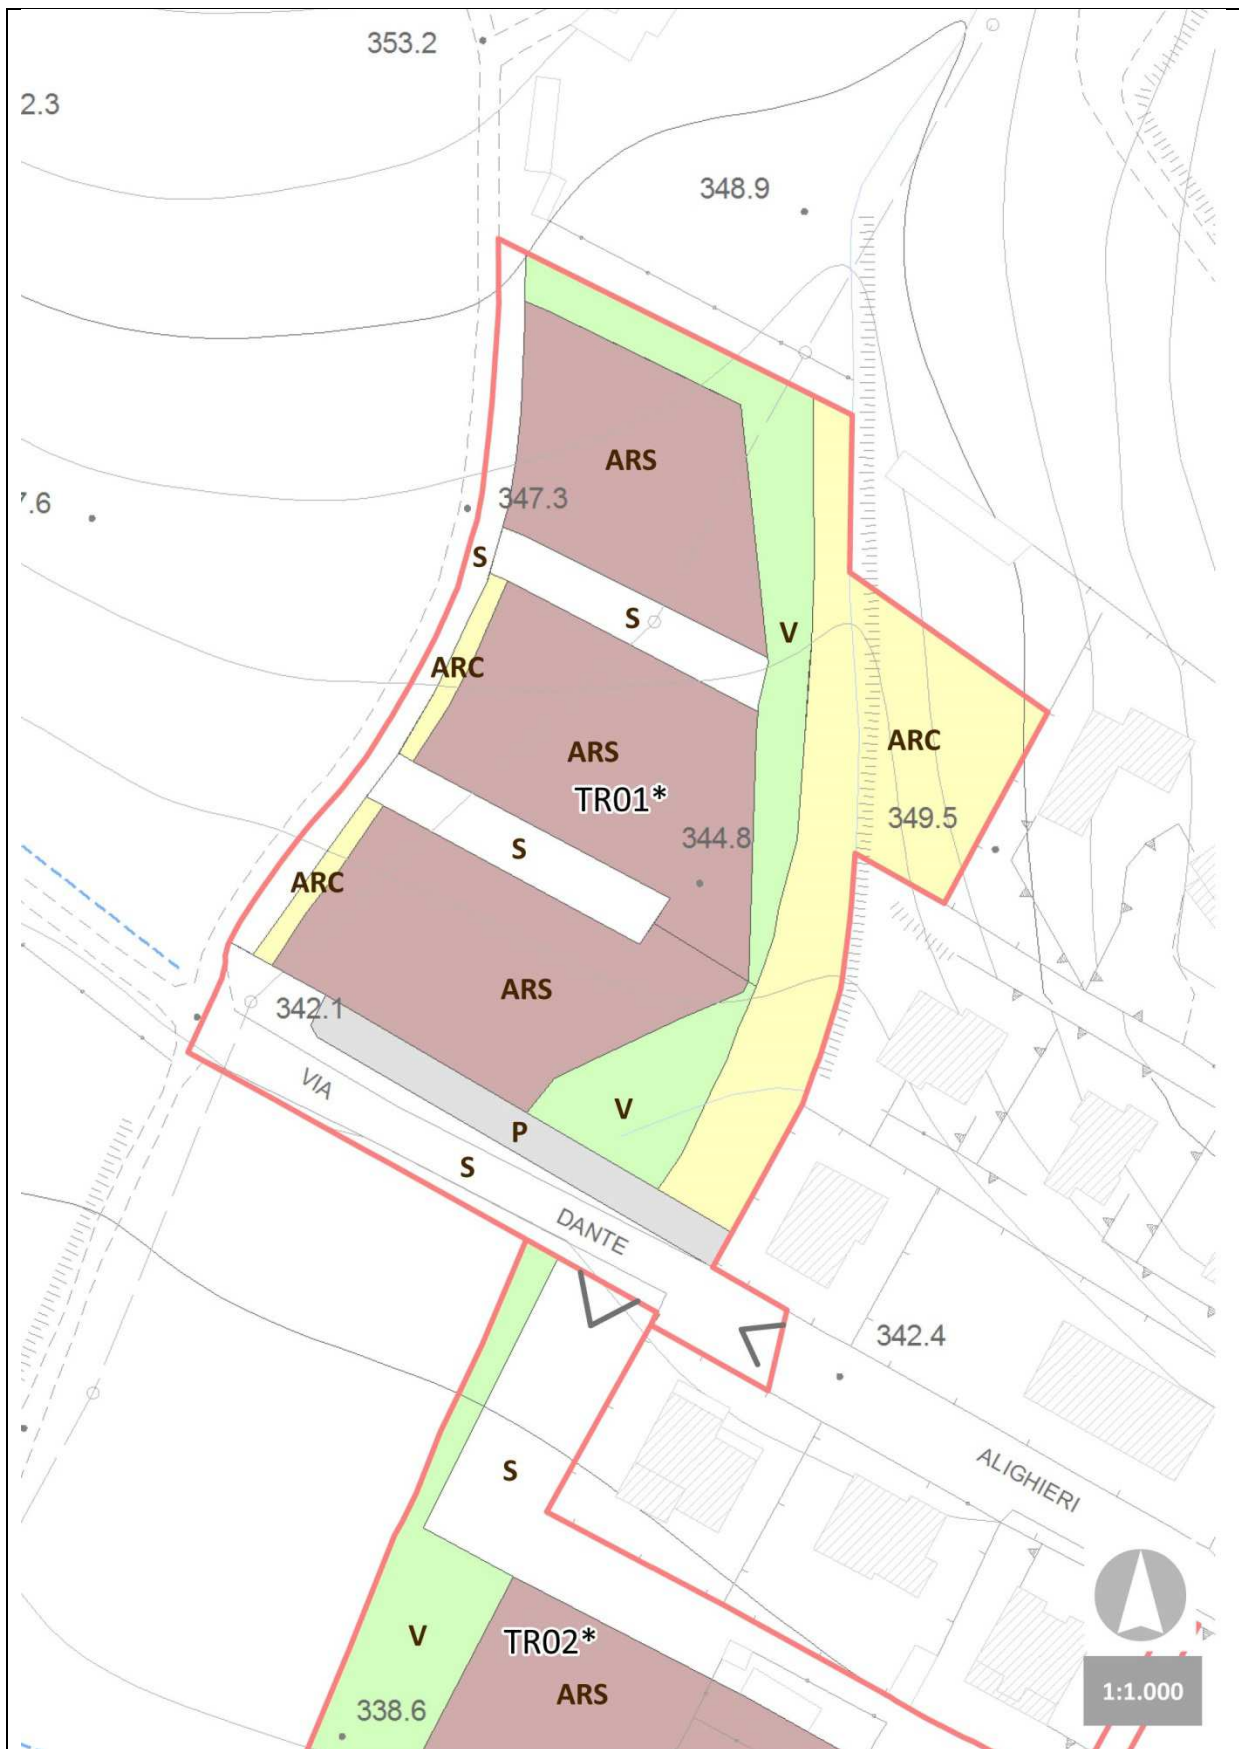 353.2
2.3
348.9
ARS
347.3
7.6
S
S
V
ARC
ARC
ARS
TR01*
349.5
344.8
S
ARC
ARS
342.1
VIA
V
P
S
DANTE
342.4
S
ALIGHIERI
V
TR02*
ARS
338.6
1:1.000